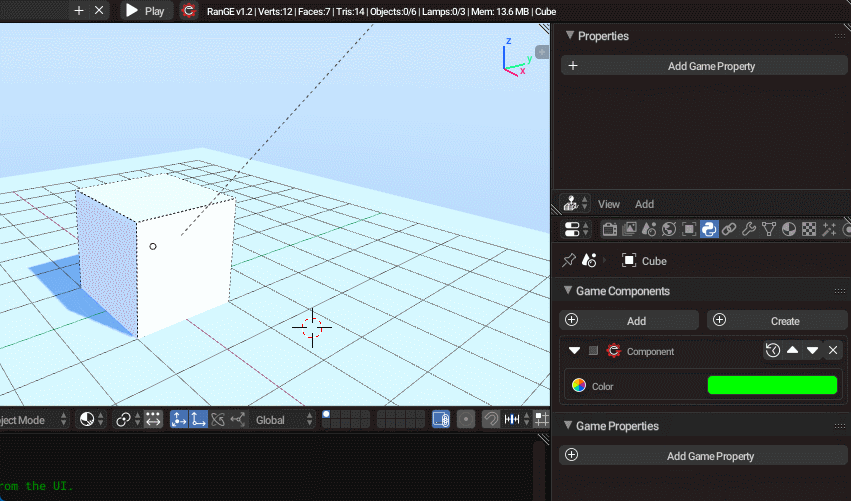 Play
RanGE v1.2 | Verts:12 | Faces:7 | Tris:14 | Objects:0/6 | Lamps:0/3 | Mem: 13.6 MB | Cube
z
y
x
Properties
Add Game Property
View Add
Cube
Game Components
Add
Create
Component
Color
Game Properties
Add Game Property
ject Mode
Global
rom the UI.